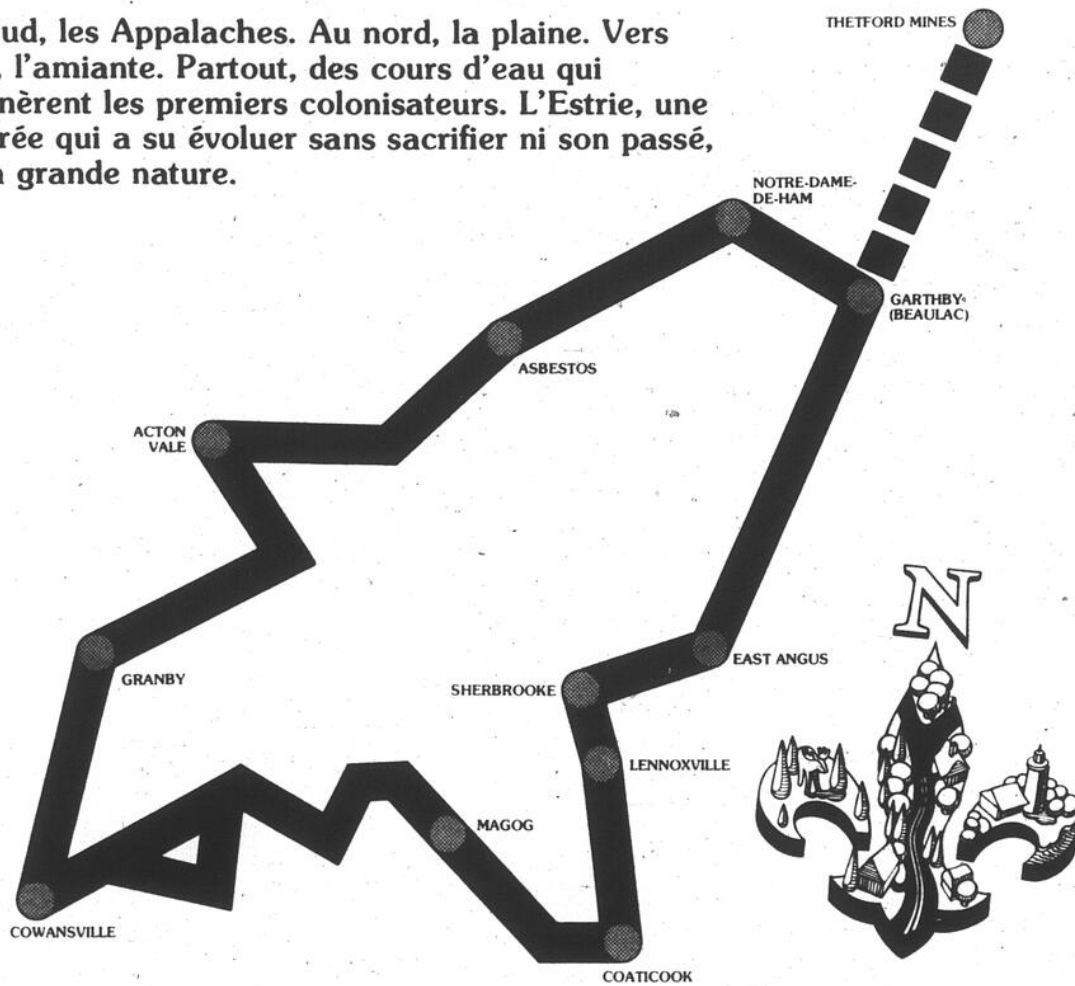 ud, les Appalaches. Au nord, la plaine. Vers
, l'amiante. Partout, des cours d'eau qui
nèrent les premiers colonisateurs. L'Estrie, une
rée qui a su évoluer sans sacrifier ni son passé,
grande nature.
THETFORD MINES
NOTRE-DAME-
DE-HAM
GARTHBY
(BEAULAC)
ASBESTOS
ACTON
VALE
GRANBY
EAST ANGUS
SHERBROOKE
LENNOXVILLE
MAGOG
COWANSVILLE
COATICOOK
N